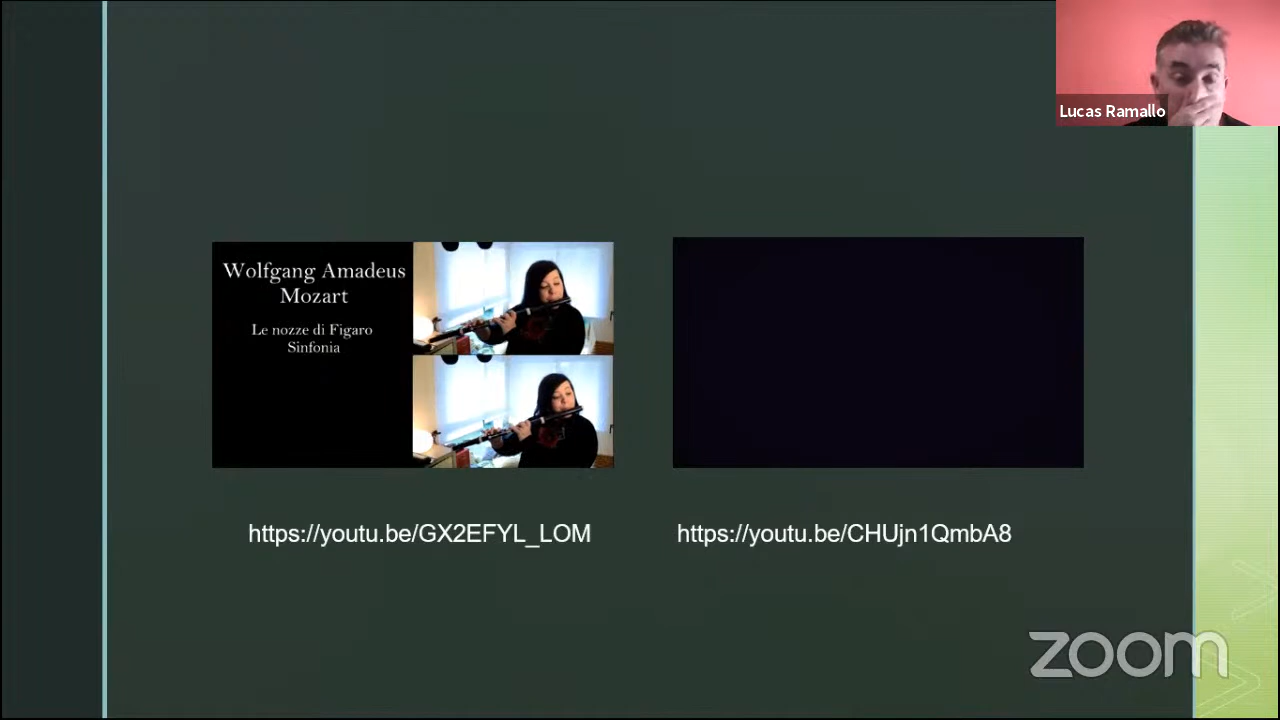 Lucas Ramallo
Wolfgang Amadeus
Mozart
Le nozze di Figaro
Sinfonia
https://youtu.be/GX2EFYL_LOM
https://youtu.be/CHUjn1QmbA8
zoom